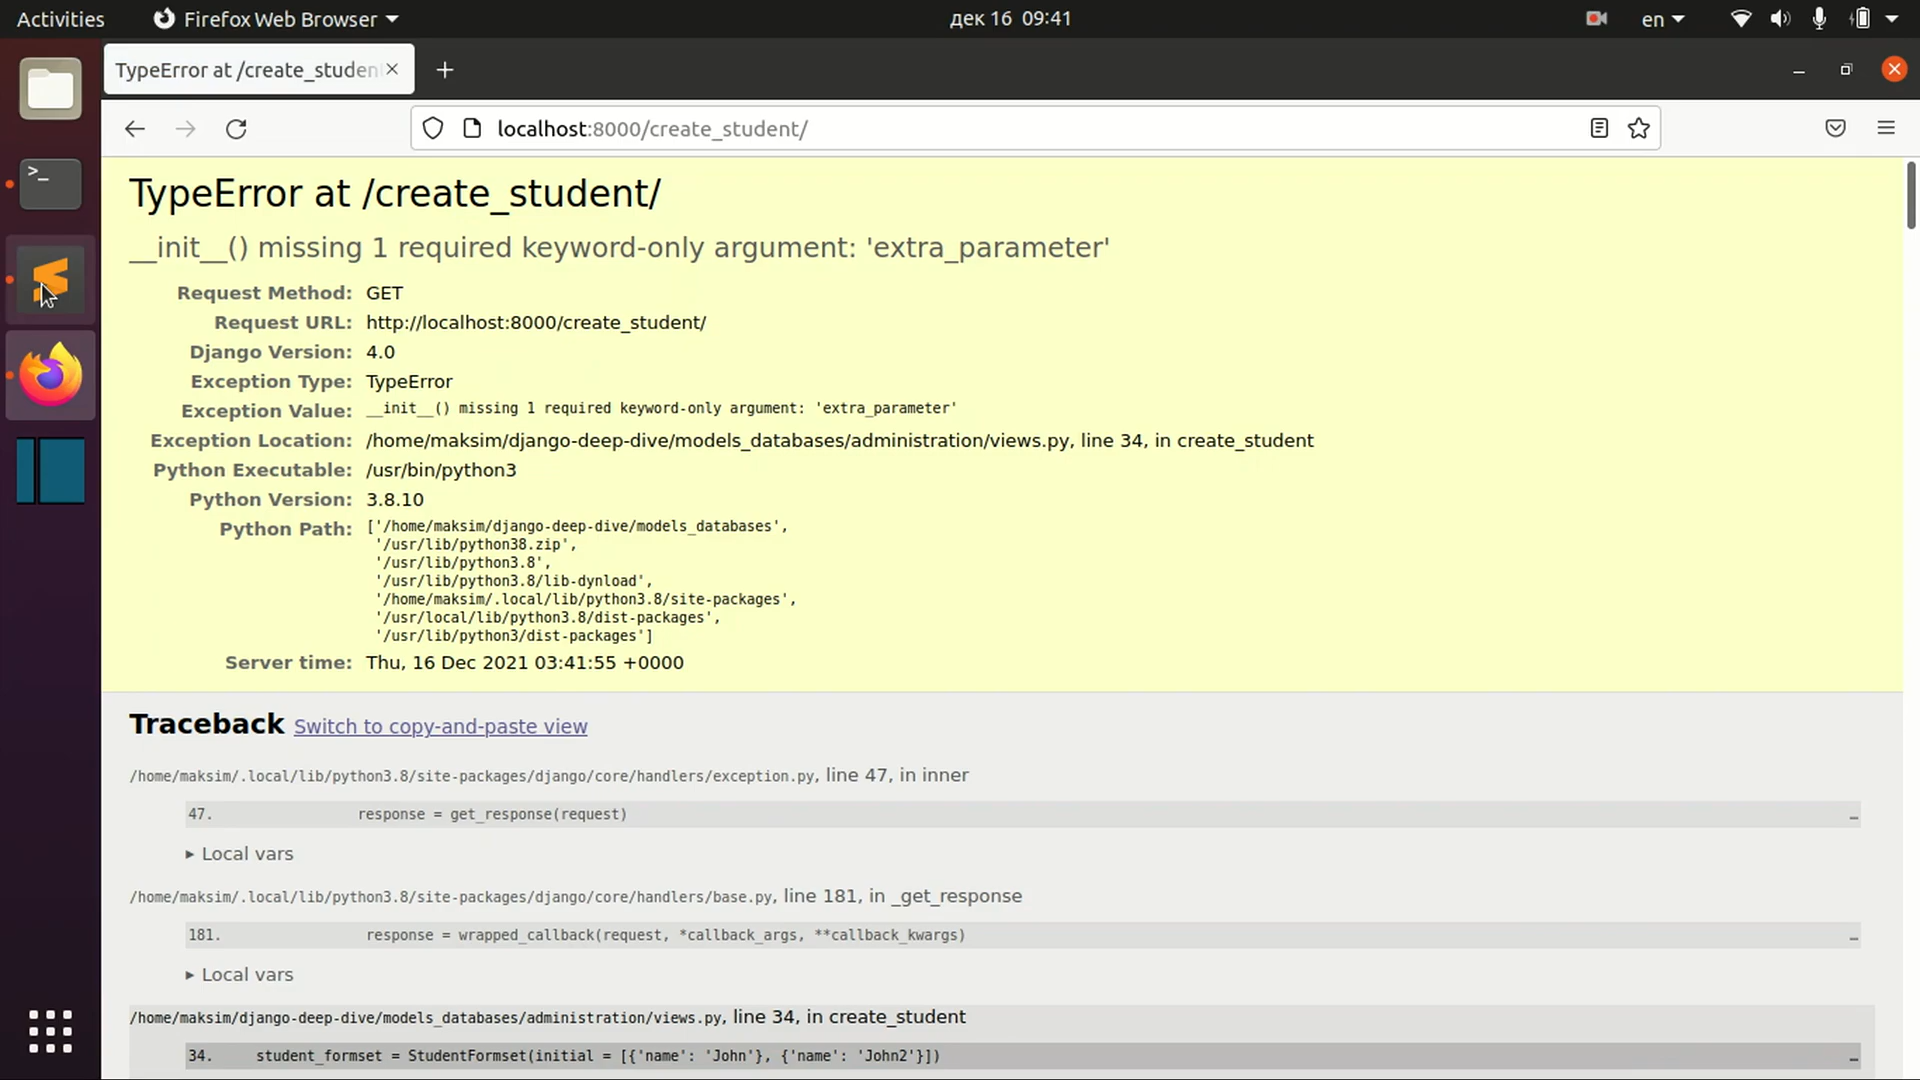 Activities Firefox Web Browser дек 16 09:41 en
TypeError at /create_studen
localhost:8000/create_student/
TypeError at /create_student/
__init__() missing 1 required keyword-only argument: 'extra_parameter'
Request Method: GET
Request URL: http://localhost:8000/create_student/
Django Version: 4.0
Exception Type: TypeError
Exception Value: __init__() missing 1 required keyword-only argument: 'extra_parameter'
Exception Location: /home/maksim/django-deep-dive/models_databases/administration/views.py, line 34, in create_student
Python Executable: /usr/bin/python3
Python Version: 3.8.10
Python Path: ['/home/maksim/django-deep-dive/models_databases',
'/usr/lib/python38.zip',
'/usr/lib/python3.8',
'/usr/lib/python3.8/lib-dynload',
'/home/maksim/.local/lib/python3.8/site-packages',
'/usr/local/lib/python3.8/dist-packages',
'/usr/lib/python3/dist-packages']
Server time: Thu, 16 Dec 2021 03:41:55 +0000
Traceback Switch to copy-and-paste view
/home/maksim/.local/lib/python3.8/site-packages/django/core/handlers/exception.py, line 47, in inner
47. response = get_response(request) …
▸ Local vars
/home/maksim/.local/lib/python3.8/site-packages/django/core/handlers/base.py, line 181, in _get_response
181. response = wrapped_callback(request, *callback_args, **callback_kwargs) …
▸ Local vars
/home/maksim/django-deep-dive/models_databases/administration/views.py, line 34, in create_student
34. student_formset = StudentFormset(initial = [{'name': 'John'}, {'name': 'John2'}]) …